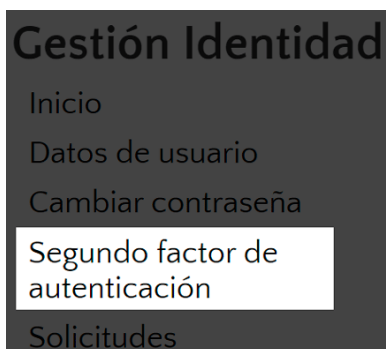 Gestión Identidad
Inicio
Datos de usuario
Cambiar contraseña
Segundo factor de
autenticación
Solicitudes